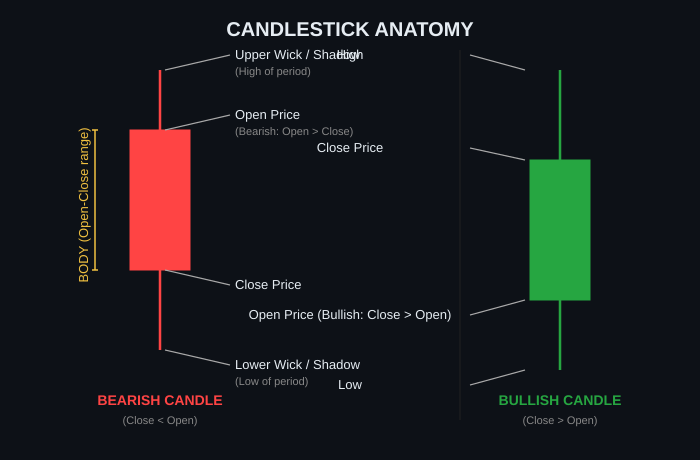 CANDLESTICK ANATOMY
Upper Wick / Shadow
High
(High of period)
Open Price
(Bearish: Open > Close)
Close Price
BODY (Open-Close range)
Close Price
Open Price (Bullish: Close > Open)
Lower Wick / Shadow
(Low of period)
Low
BEARISH CANDLE
(Close < Open)
BULLISH CANDLE
(Close > Open)